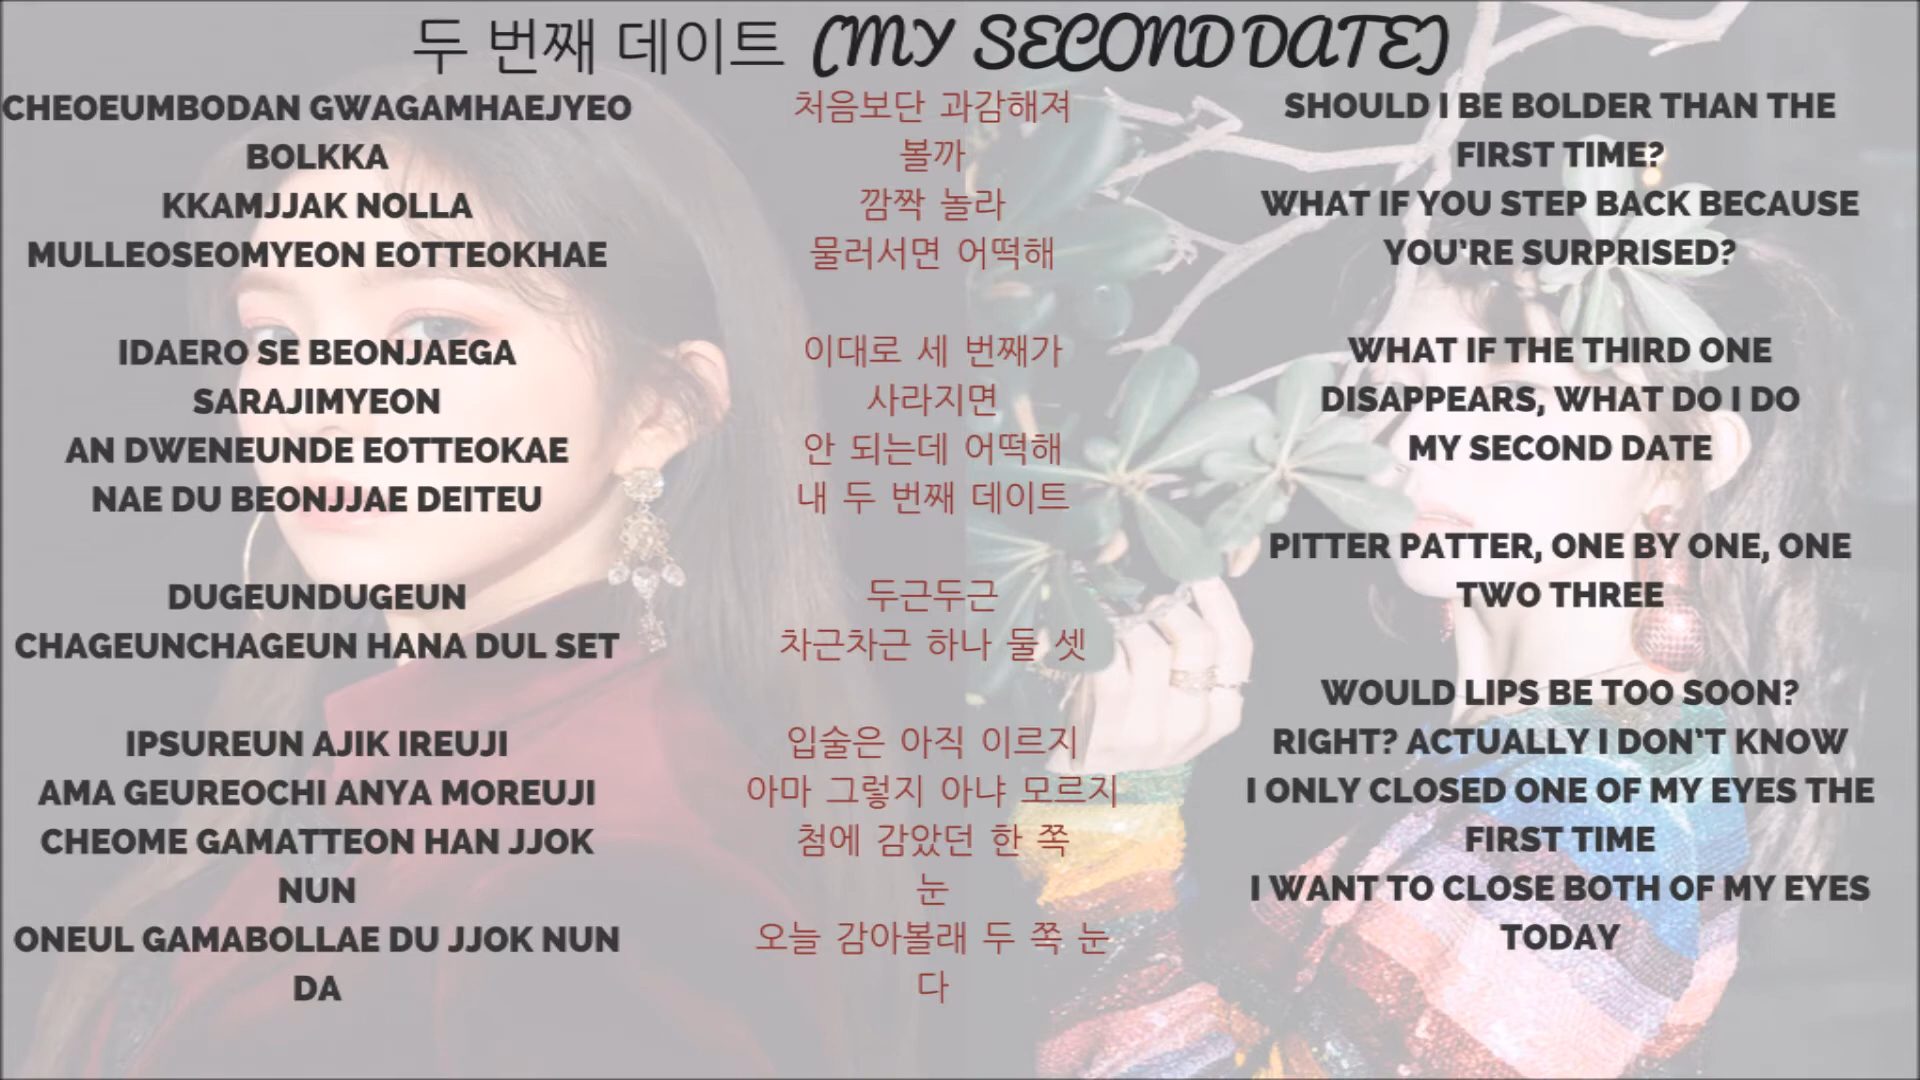 두 번째 데이트 (MY SECOND DATE)
CHEOEUMBODAN GWAGAMHAEJYEO
BOLKKA
KKAMJJAK NOLLA
MULLEOSEOMYEON EOTTEOKHAE
IDAERO SE BEONJAEGA
SARAJIMYEON
AN DWENEUNDE EOTTEOKAE
NAE DU BEONJJAE DEITEU
DUGEUNDUGEUN
CHAGEUNCHAGEUN HANA DUL SET
IPSUREUN AJIK IREUJI
AMA GEUREOCHI ANYA MOREUJI
CHEOME GAMATTEON HAN JJOK
NUN
ONEUL GAMABOLLAE DU JJOK NUN
DA
처음보단 과감해져
볼까
깜짝 놀라
물러서면 어떡해
이대로 세 번째가
사라지면
안 되는데 어떡해
내 두 번째 데이트
두근두근
차근차근 하나 둘 셋
입술은 아직 이르지
아마 그렇지 아냐 모르지
첨에 감았던 한 쪽
눈
오늘 감아볼래 두 쪽 눈
다
SHOULD I BE BOLDER THAN THE
FIRST TIME?
WHAT IF YOU STEP BACK BECAUSE
YOU'RE SURPRISED?
WHAT IF THE THIRD ONE
DISAPPEARS, WHAT DO I DO
MY SECOND DATE
PITTER PATTER, ONE BY ONE, ONE
TWO THREE
WOULD LIPS BE TOO SOON?
RIGHT? ACTUALLY I DON'T KNOW
I ONLY CLOSED ONE OF MY EYES THE
FIRST TIME
I WANT TO CLOSE BOTH OF MY EYES
TODAY